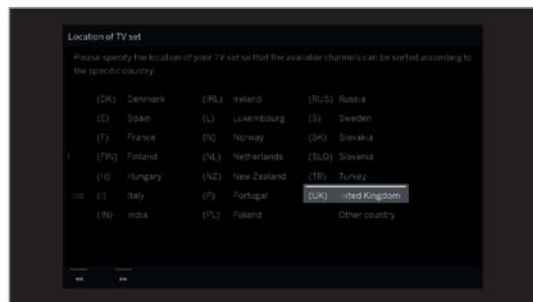 Location of TV set
Please specify the location of your TV set so that the available channels can be sorted according to
the specific country.
(DK) Denmark (IRL) Ireland (RUS) Russia
(E) Spain (L) Luxembourg (S) Sweden
(F) France (N) Norway (SK) Slovakia
(FIN) Finland (NL) Netherlands (SLO) Slovenia
(H) Hungary (NZ) New Zealand (TR) Turkey
(I) Italy (P) Portugal (UK) United Kingdom
(IN) India (PL) Poland Other country